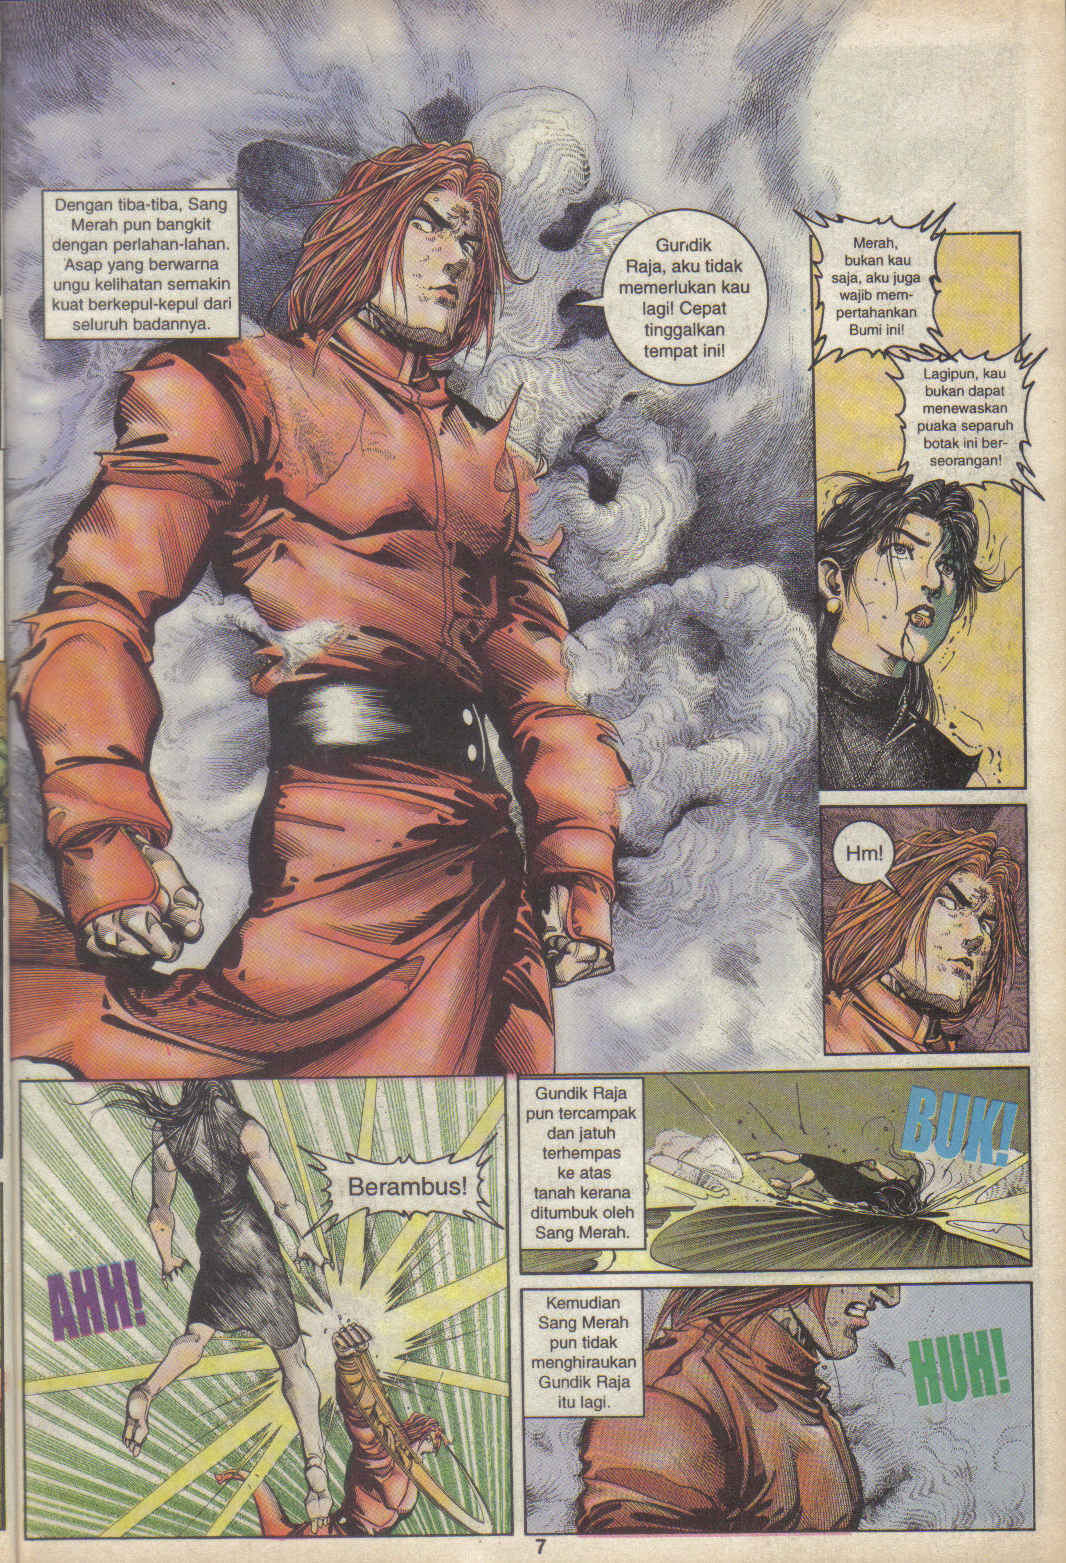 Dengan tiba-tiba, Sang
Merah pun bangkit
dengan perlahan-lahan.
Asap yang berwarna
ungu kelihatan semakin
kuat berkepul-kepul dari
seluruh badannya.
Gundik
Raja, aku tidak
memerlukan kau
lagi! Cepat
tinggalkan
tempat ini!
Merah,
bukan kau
saja, aku juga
wajib mem-
pertahankan
Bumi ini!
Lagipun, kau
bukan dapat
menewaskan
puaka separuh
botak ini ber-
seorangan!
Hm!
Berambus!
AHH!
Gundik Raja
pun tercampak
dan jatuh
terhempas
ke atas
tanah kerana
ditumbuk oleh
Sang Merah.
BUK!
Kemudian
Sang Merah
pun tidak
menghiraukan
Gundik Raja
itu lagi.
HUH!
7